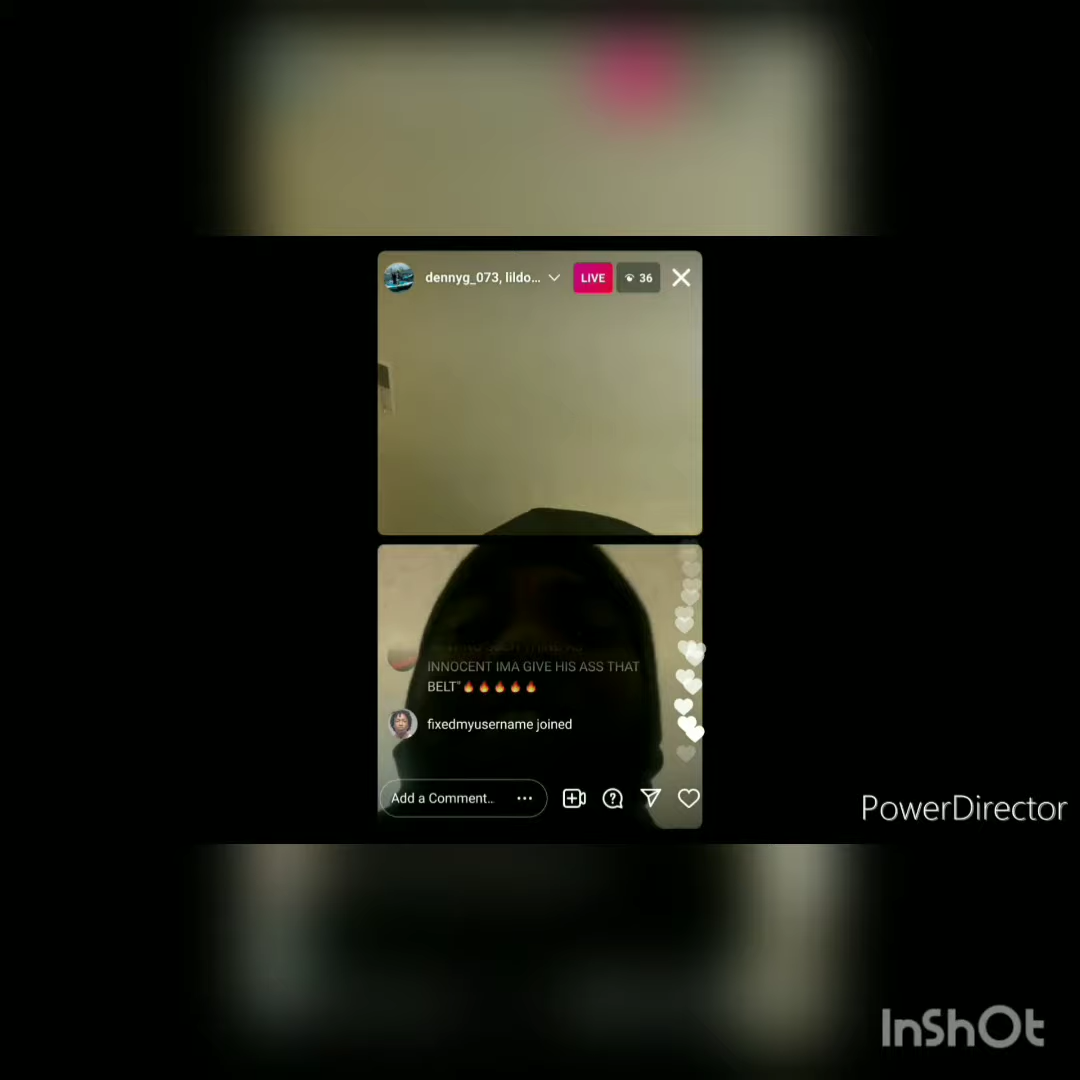 dennyg_073, lildo...
LIVE
36
INNOCENT IMA GIVE HIS ASS THAT
BELT"🔥🔥🔥🔥🔥
fixedmyusername joined
Add a Comment..
PowerDirector
InShOt